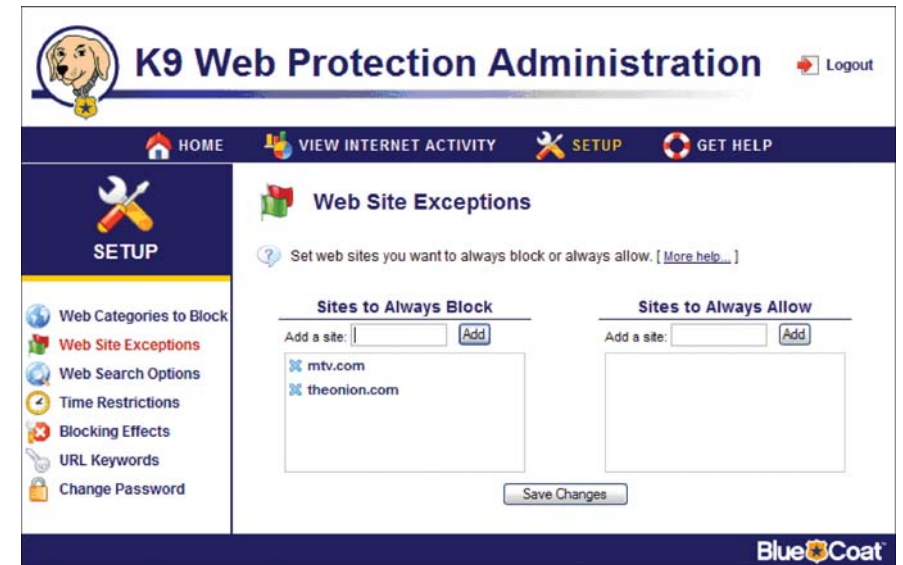 K9 Web Protection Administration
Logout
HOME
VIEW INTERNET ACTIVITY
SETUP
GET HELP
SETUP
Web Categories to Block
Web Site Exceptions
Web Search Options
Time Restrictions
Blocking Effects
URL Keywords
Change Password
Web Site Exceptions
Set web sites you want to always block or always allow. [ More help... ]
Sites to Always Block
Add a site:
Add
mtv.com
theonion.com
Sites to Always Allow
Add a site:
Add
Save Changes
Blue Coat™